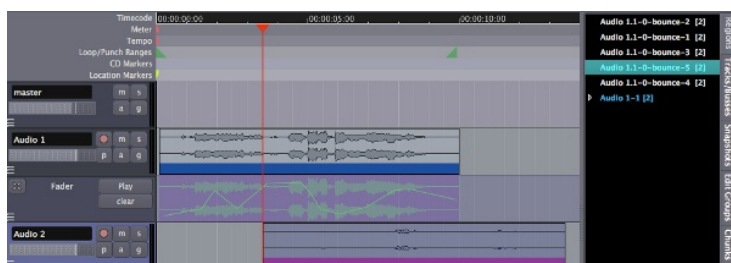 Timecode 00:00:00:00 00:00:05:00 00:00:10:00
Meter
Tempo
Loop/Punch Ranges
CD Markers
Location Markers
master m s
a g
Audio 1 m s
p a g
Fader Play
clear
Audio 2 m s
p a g
Audio 1.1-0-bounce-2 [2]
Audio 1.1-0-bounce-1 [2]
Audio 1.1-0-bounce-3 [2]
Audio 1.1-0-bounce-5 [2]
Audio 1.1-0-bounce-4 [2]
Audio 1-1 [2]
Regions
Tracks/Busses
Snapshots
Edit Groups
Chunks